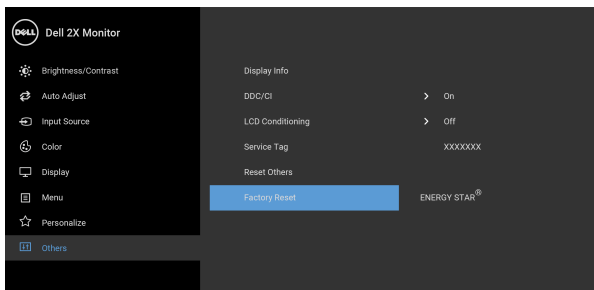 DELL Dell 2X Monitor
Brightness/Contrast
Display Info
Auto Adjust
DDC/CI
On
Input Source
LCD Conditioning
Off
Color
Service Tag
XXXXXXX
Display
Reset Others
Menu
Factory Reset
ENERGY STAR®
Personalize
Others